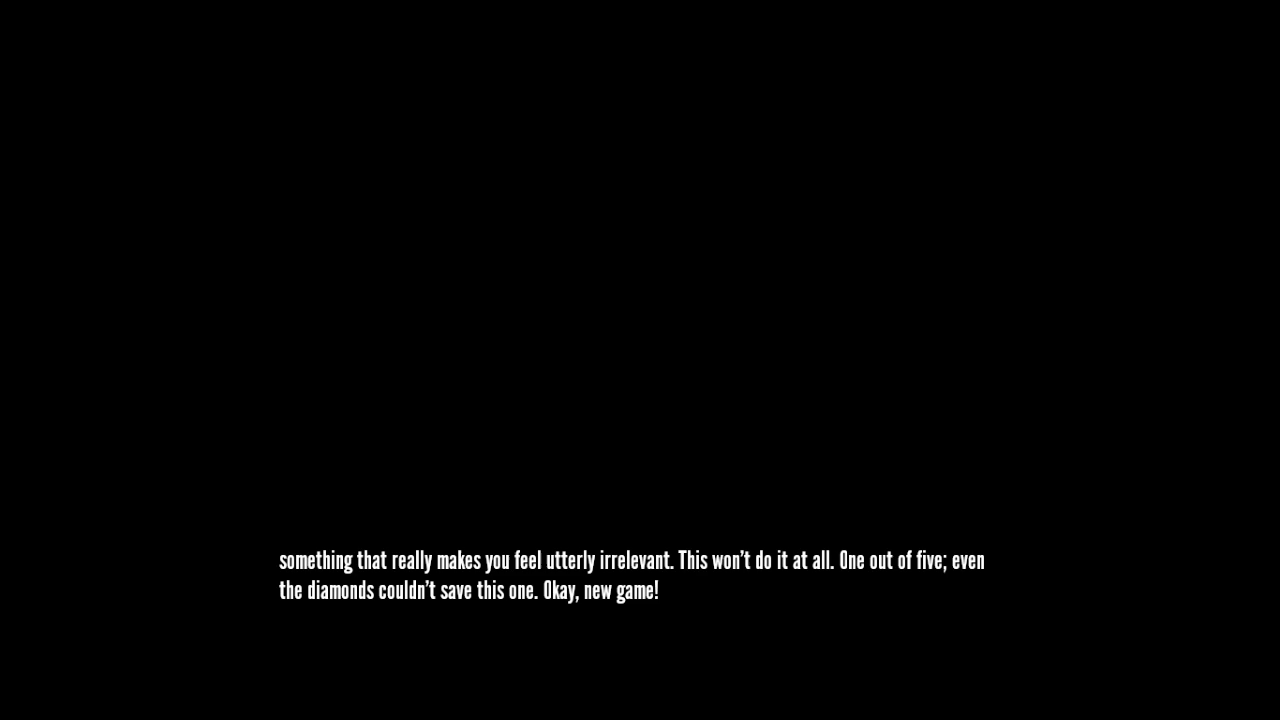 something that really makes you feel utterly irrelevant. This won't do it at all. One out of five; even
the diamonds couldn't save this one. Okay, new game!